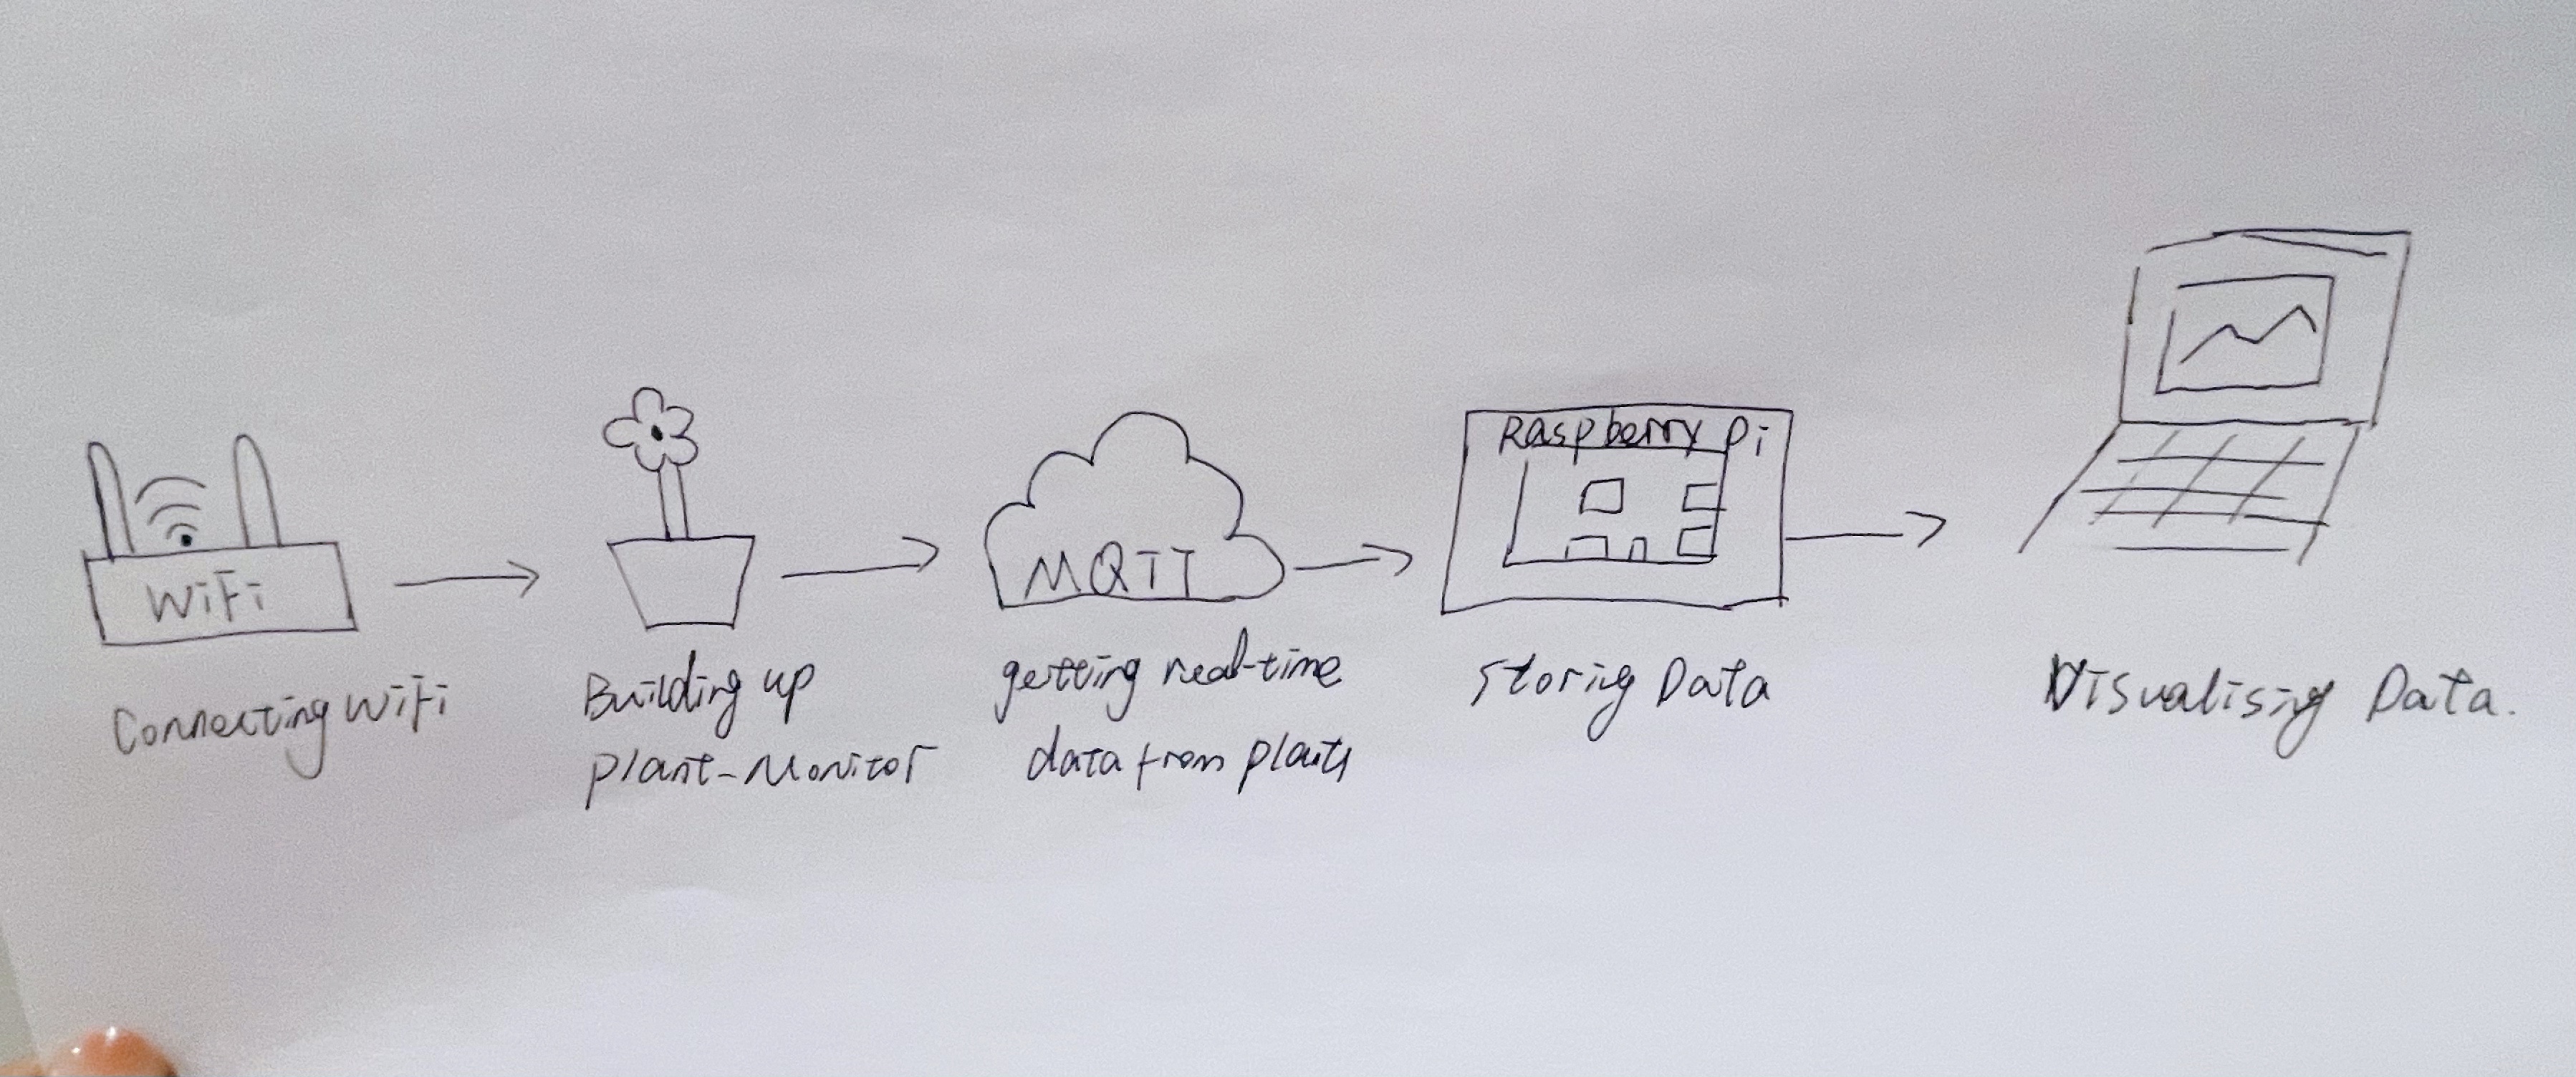 WiFi
Connecting WiFi
Building up
plant-Monitor
MQTT
getting real-time
data from plants
Raspberry Pi
Storing Data
Visualising Data.